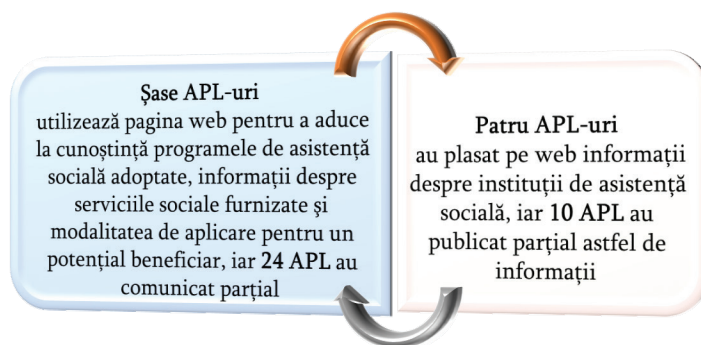 Șase APL-uri
utilizează pagina web pentru a aduce
la cunoștință programele de asistență
socială adoptate, informații despre
serviciile sociale furnizate și
modalitatea de aplicare pentru un
potențial beneficiar, iar 24 APL au
comunicat parțial
Patru APL-uri
au plasat pe web informații
despre instituții de asistență
socială, iar 10 APL au
publicat parțial astfel de
informații